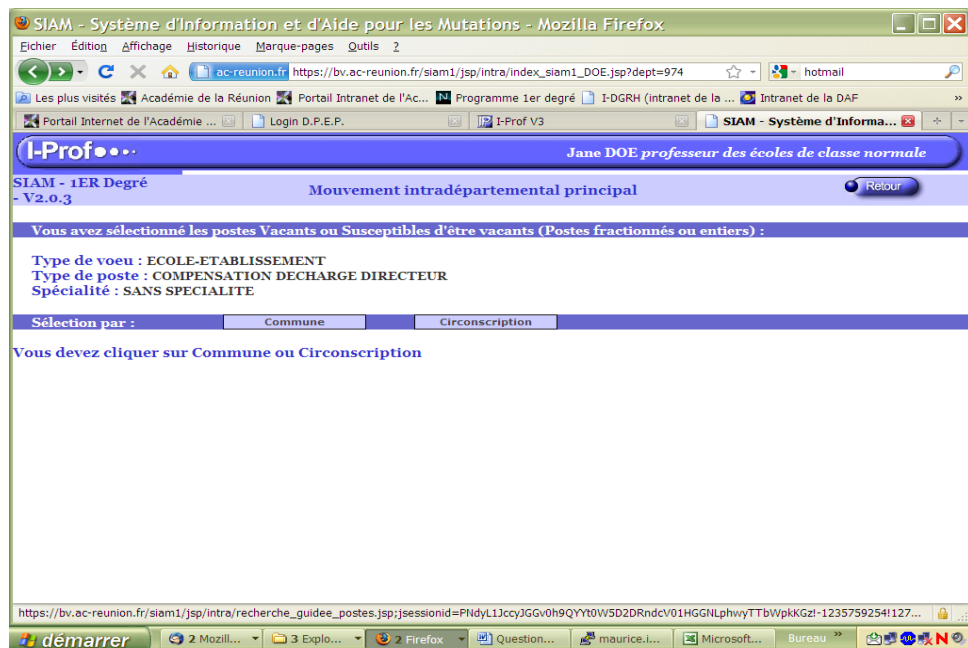 SIAM - Système d'Information et d'Aide pour les Mutations - Mozilla Firefox
Eichier Édition Affichage Historique Marque-pages Outils ?
ac-reunion.fr https://bv.ac-reunion.fr/siam1/jsp/intra/index_siam1_DOE.jsp?dept=974 hotmail
Les plus visités Académie de la Réunion Portail Intranet de l'Ac... Programme 1er degré I-DGRH (intranet de la ... Intranet de la DAF »
Portail Internet de l'Académie ... Login D.P.E.P. I-Prof V3 SIAM - Système d'Informa...
I-Prof Jane DOE professeur des écoles de classe normale
SIAM - 1ER Degré
- V2.0.3 Mouvement intradépartemental principal Retour
Vous avez sélectionné les postes Vacants ou Susceptibles d'être vacants (Postes fractionnés ou entiers) :
Type de voeu : ECOLE-ETABLISSEMENT
Type de poste : COMPENSATION DECHARGE DIRECTEUR
Spécialité : SANS SPECIALITE
Sélection par : Commune Circonscription
Vous devez cliquer sur Commune ou Circonscription
https://bv.ac-reunion.fr/siam1/jsp/intra/recherche_guidee_postes.jsp;jsessionid=PNdyL1JccyJGGv0h9QYYt0W5D2DRndcV01HGGNLphwyTTbWpkKGz!-1235759254!127...
démarrer 2 Mozill... 3 Explo... 2 Firefox Question... maurice.i... Microsoft... Bureau »